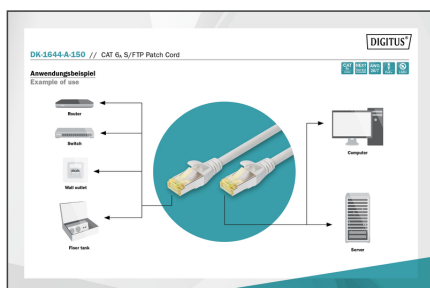 DIGITUS®
DK-1644-A-150 // CAT 6A S/FTP Patch Cord
Anwendungsbeispiel
Example of use
Router
Switch
Wall outlet
Floor tank
Computer
Server